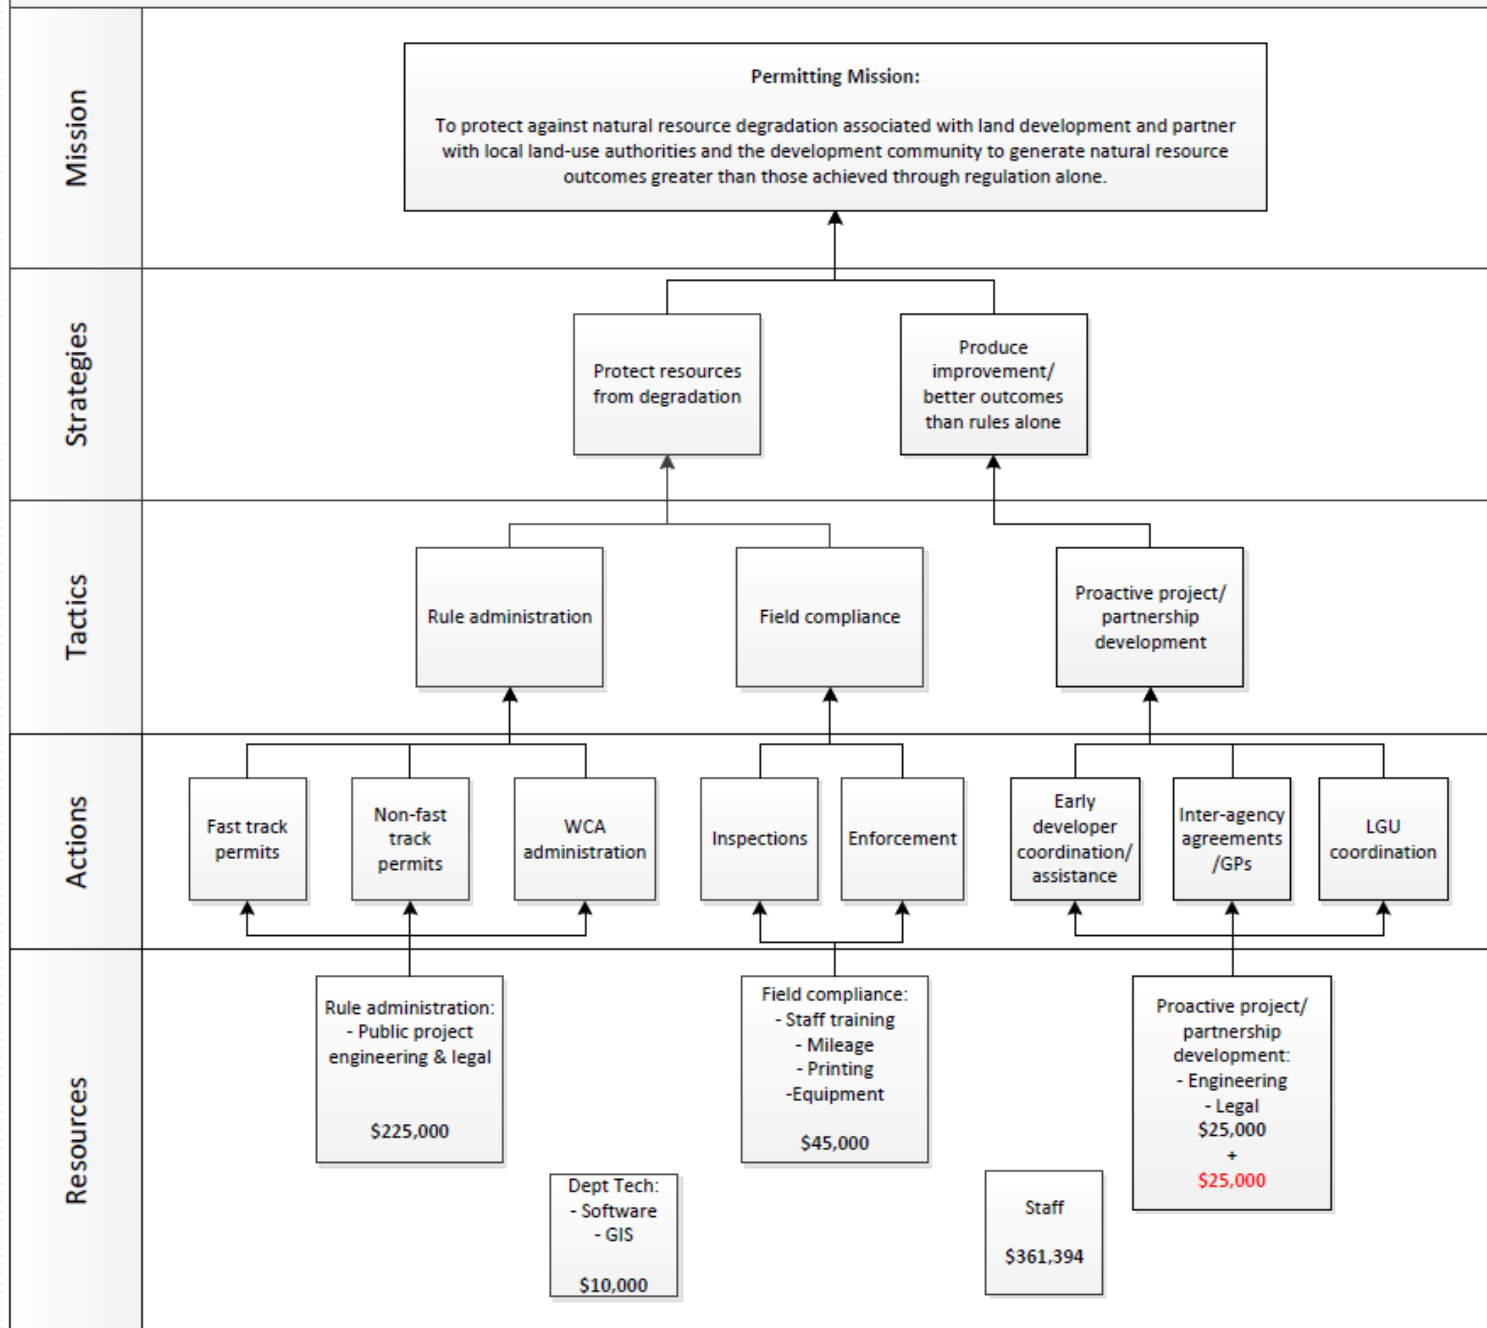 Mission
Permitting Mission:
To protect against natural resource degradation associated with land development and partner
with local land-use authorities and the development community to generate natural resource
outcomes greater than those achieved through regulation alone.
Strategies
Protect resources
from degradation
Produce
improvement/
better outcomes
than rules alone
Tactics
Rule administration
Field compliance
Proactive project/
partnership
development
Actions
Fast track
permits
Non-fast
track
permits
WCA
administration
Inspections
Enforcement
Early
developer
coordination/
assistance
Inter-agency
agreements
/GPs
LGU
coordination
Resources
Rule administration:
- Public project
engineering & legal
$225,000
Field compliance:
- Staff training
- Mileage
- Printing
-Equipment
$45,000
Proactive project/
partnership
development:
- Engineering
- Legal
$25,000
+
$25,000
Dept Tech:
- Software
- GIS
$10,000
Staff
$361,394